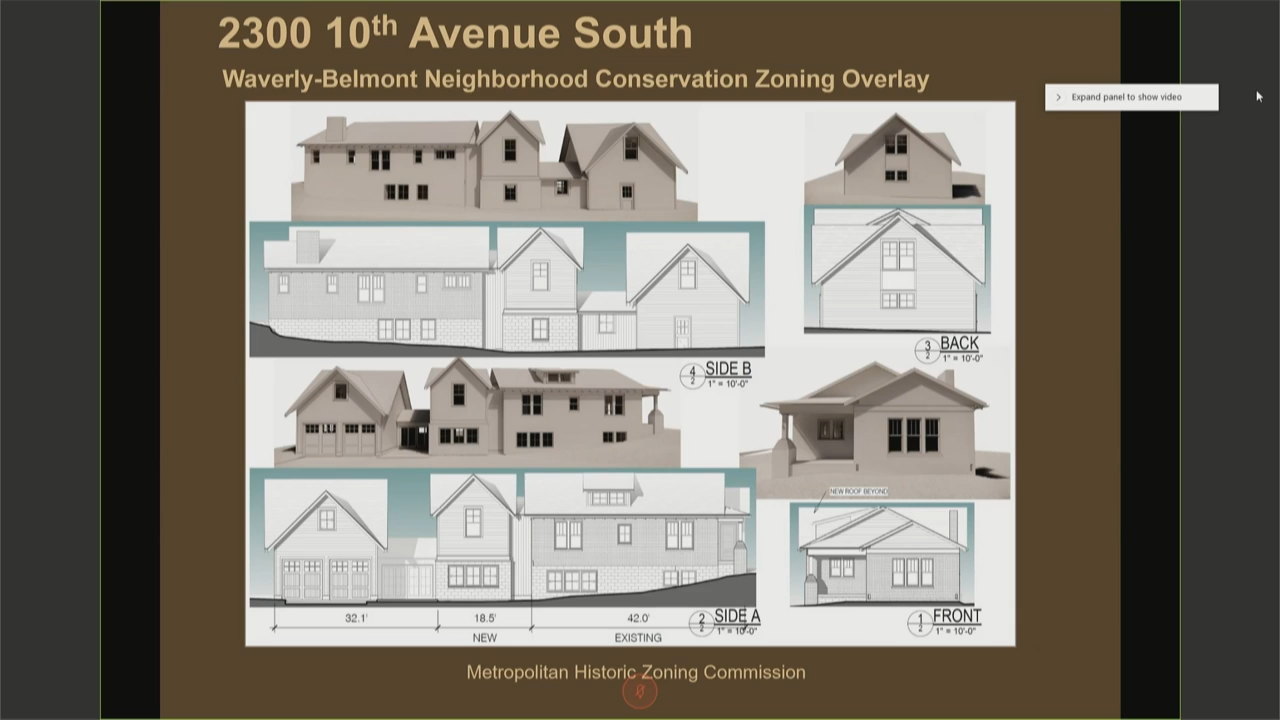 2300 10th Avenue South
Waverly-Belmont Neighborhood Conservation Zoning Overlay
Expand panel to show video
3
2
BACK
1" = 10'-0"
4
2
SIDE B
1" = 10'-0"
NEW ROOF BEYOND
32.1'
18.5'
42.0'
NEW
EXISTING
2
2
SIDE A
1" = 10'-0"
1
2
FRONT
1" = 10'-0"
Metropolitan Historic Zoning Commission